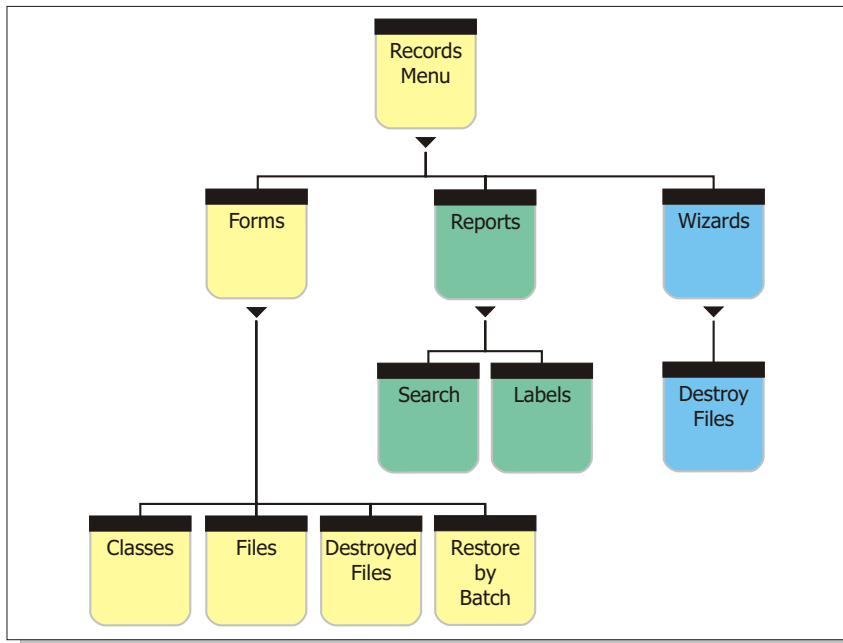 Records
Menu
Forms
Reports
Wizards
Search
Labels
Destroy
Files
Classes
Files
Destroyed
Files
Restore
by
Batch